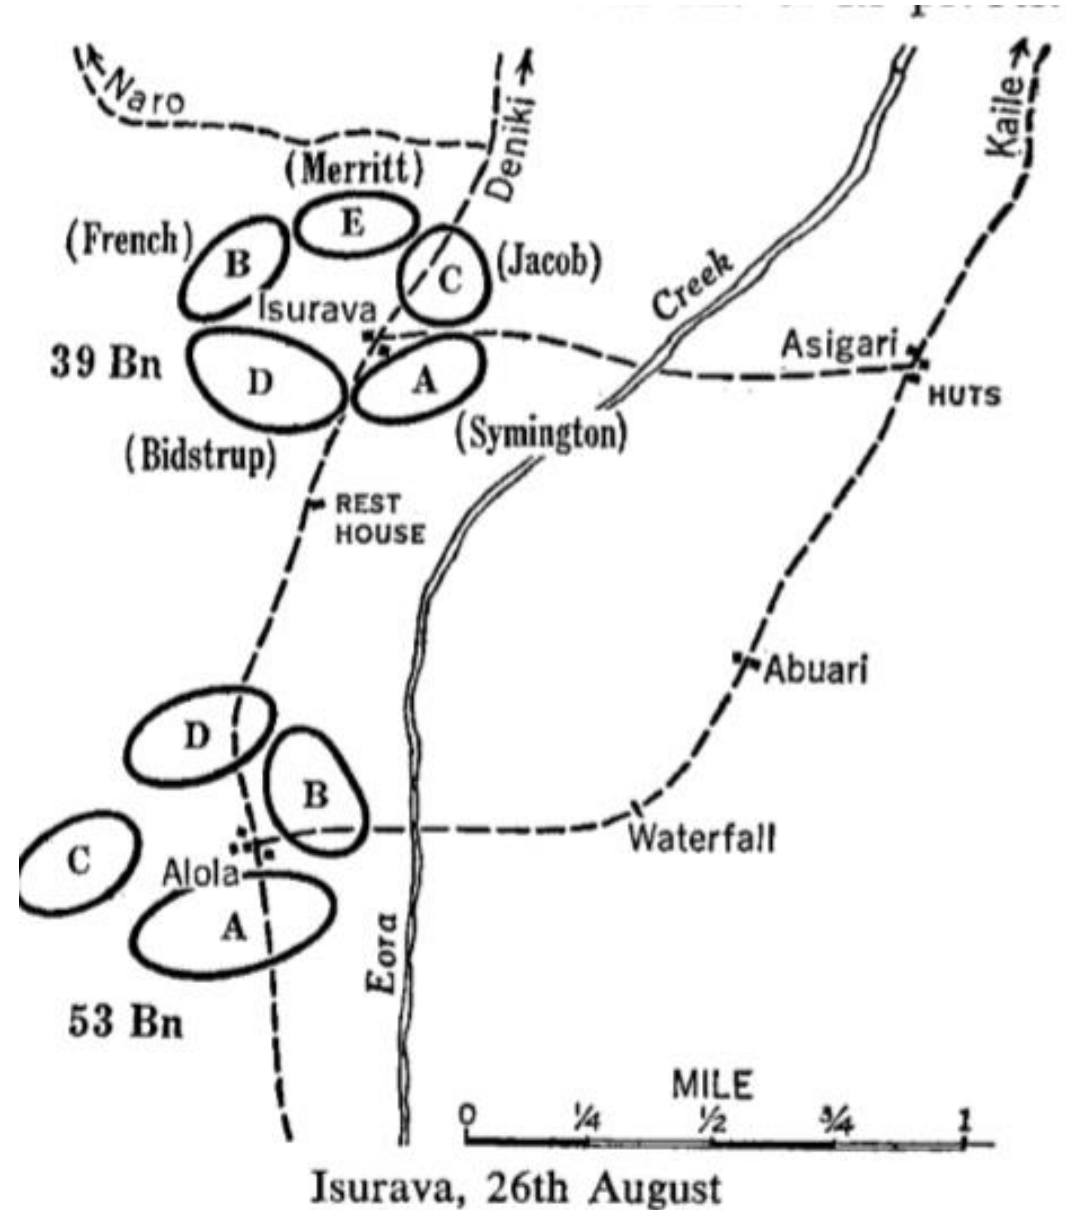 Naro
Deniki
Kaile
(Merritt)
E
(French)
B
C
(Jacob)
Isurava
Creek
39 Bn
D
A
Asigari
HUTS
(Bidstrup)
(Symington)
REST
HOUSE
Abuari
D
B
Waterfall
C
Alola
A
Eora
53 Bn
MILE
0 1/4 1/2 3/4 1
Isurava, 26th August